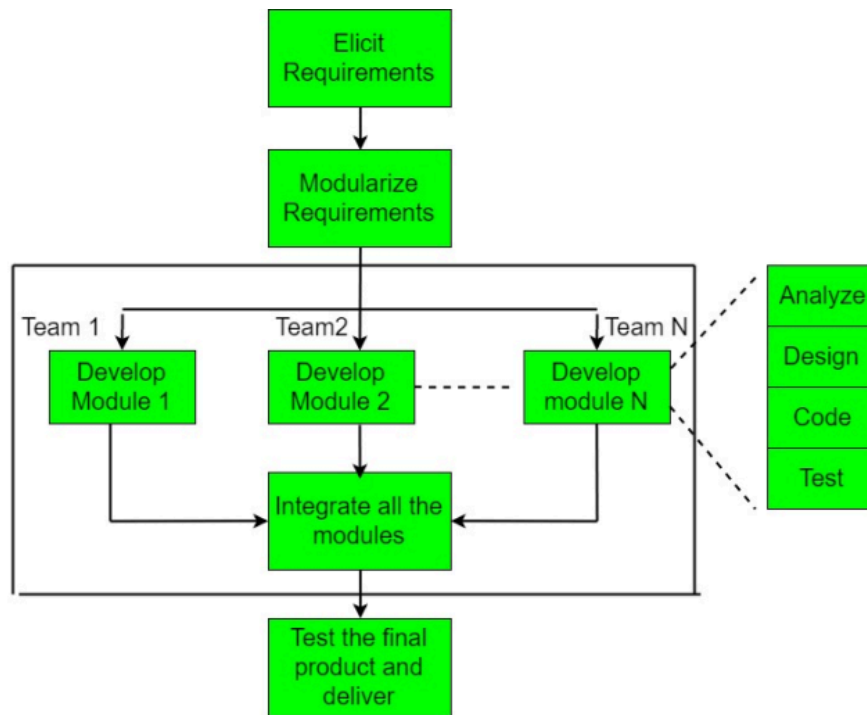 Elicit
Requirements
Modularize
Requirements
Team 1
Team2
Team N
Develop
Module 1
Develop
Module 2
Develop
module N
Analyze
Design
Code
Test
Integrate all the
modules
Test the final
product and
deliver